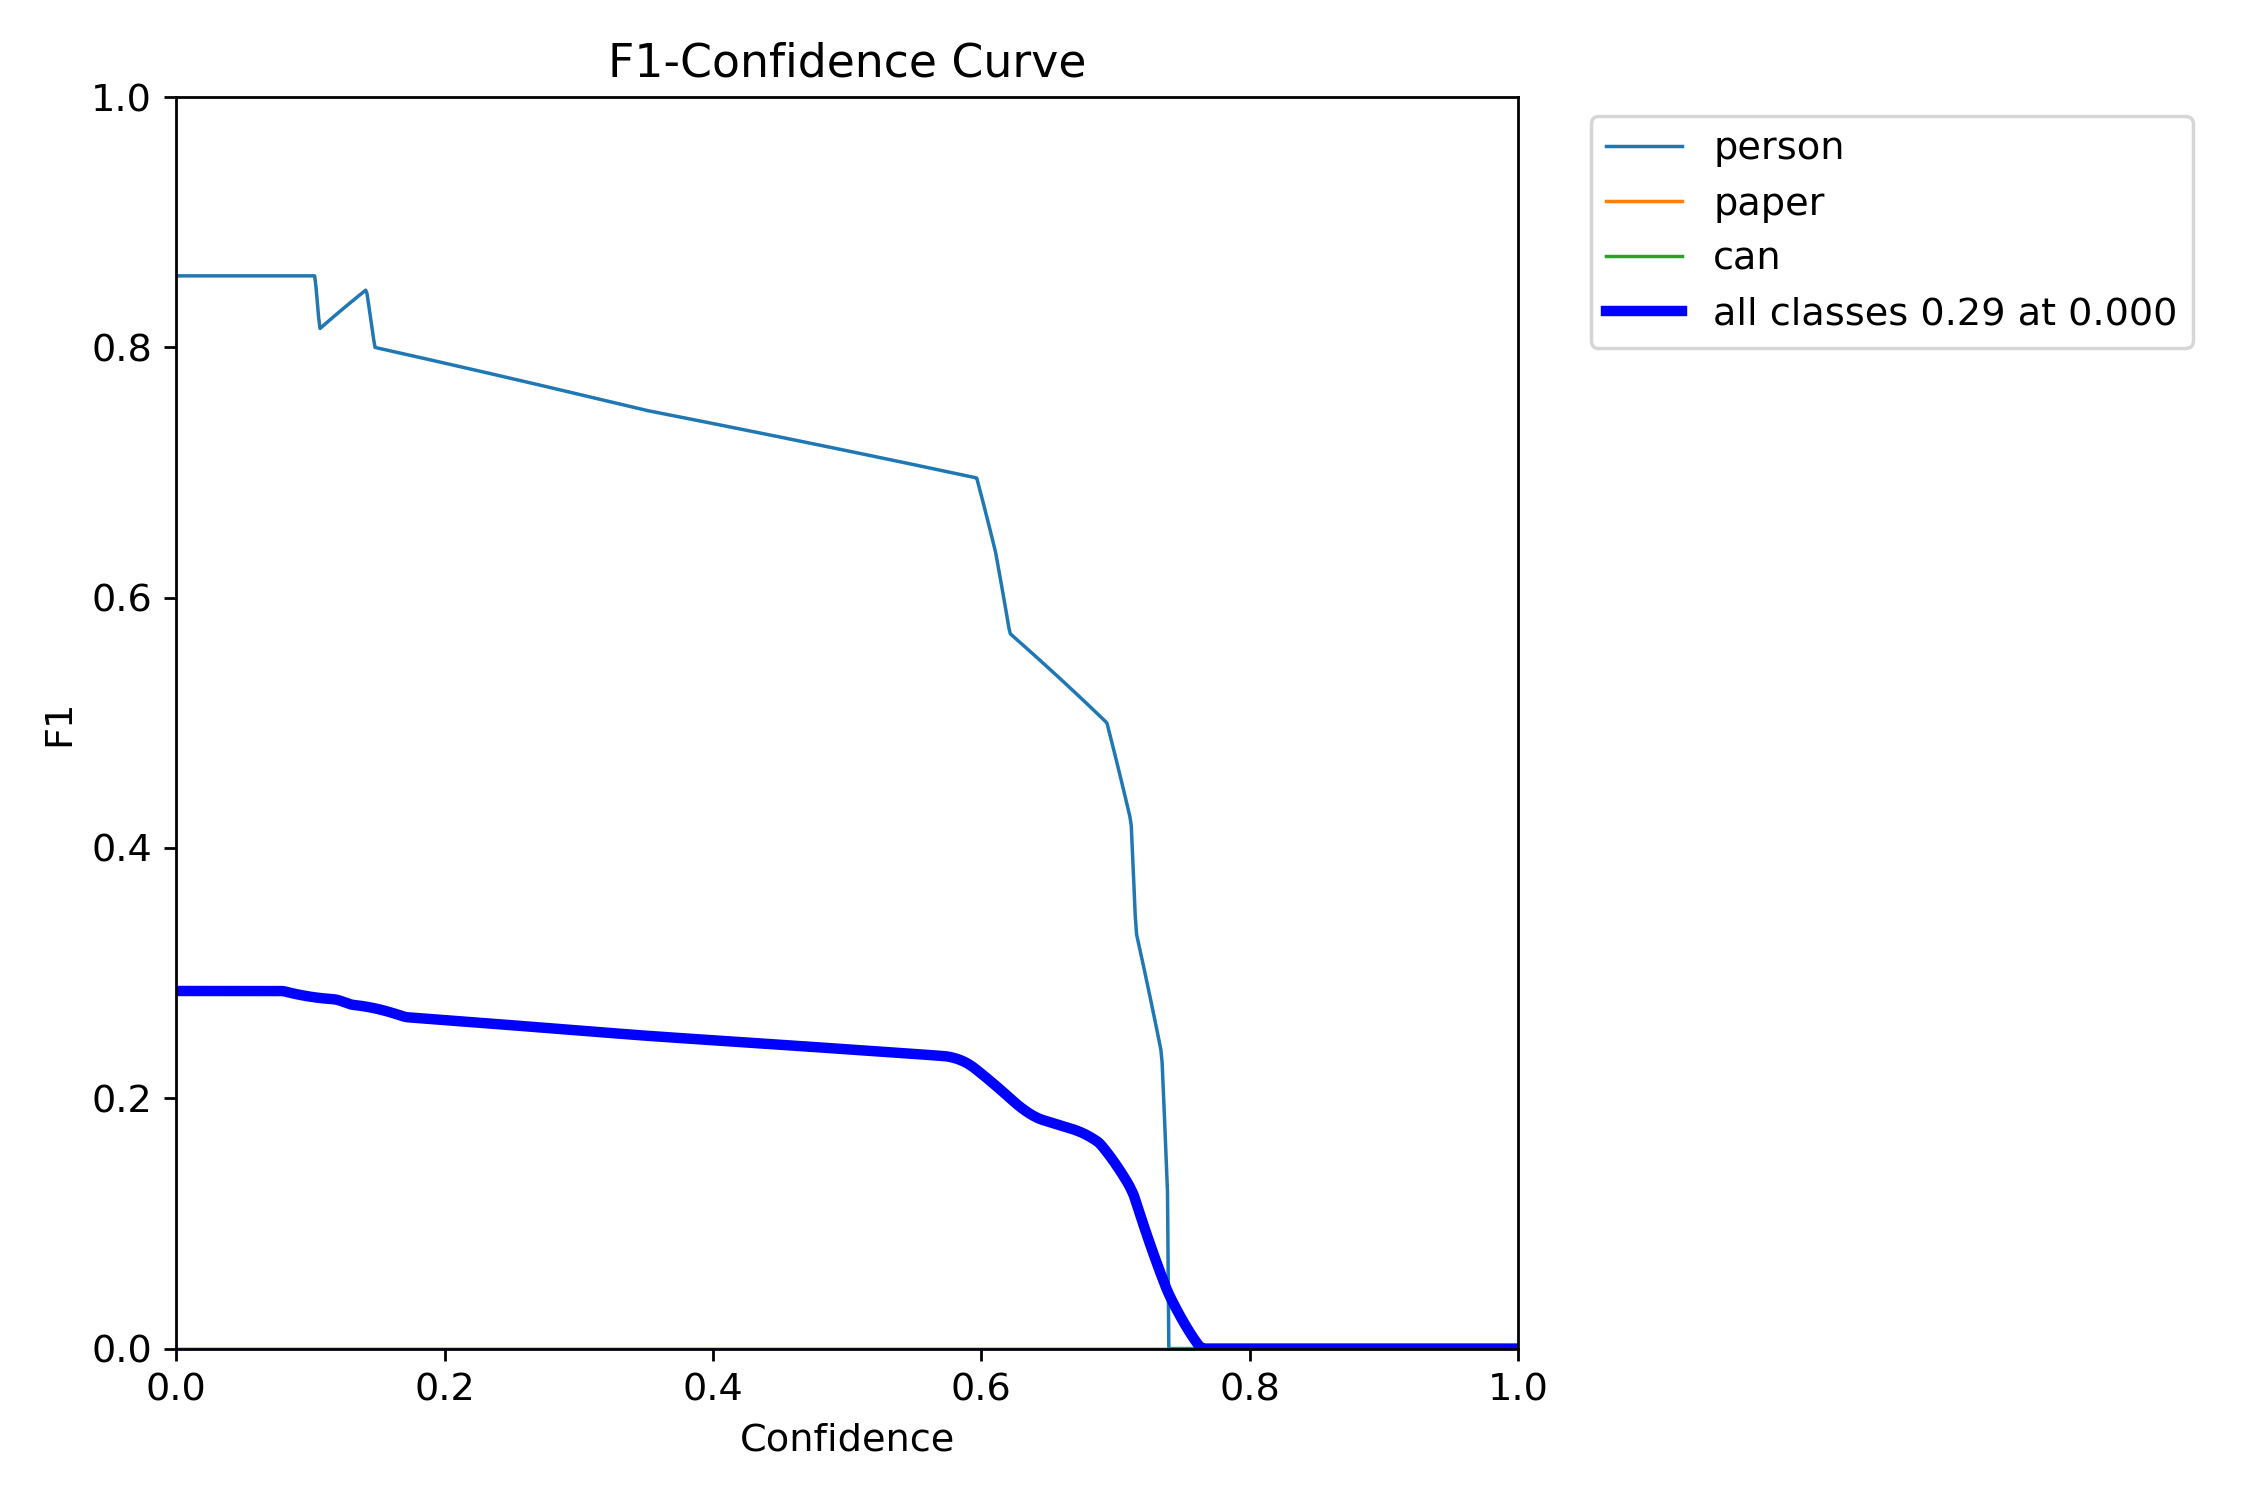 F1-Confidence Curve
1.0
0.8
0.6
0.4
0.2
0.0
F1
0.0 0.2 0.4 0.6 0.8 1.0
Confidence
person
paper
can
all classes 0.29 at 0.000